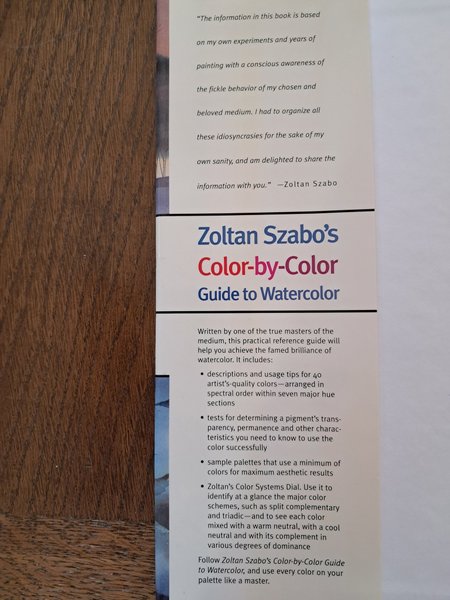 "The information in this book is based
on my own experiments and years of
painting with a conscious awareness of
the fickle behavior of my chosen and
beloved medium. I had to organize all
these idiosyncrasies for the sake of my
own sanity, and am delighted to share the
information with you." —Zoltan Szabo
Zoltan Szabo's
Color-by-Color
Guide to Watercolor
Written by one of the true masters of the
medium, this practical reference guide will
help you achieve the famed brilliance of
watercolor. It includes:
• descriptions and usage tips for 40
artist's-quality colors—arranged in
spectral order within seven major hue
sections
• tests for determining a pigment's trans-
parency, permanence and other charac-
teristics you need to know to use the
color successfully
• sample palettes that use a minimum of
colors for maximum aesthetic results
• Zoltan's Color Systems Dial. Use it to
identify at a glance the major color
schemes, such as split complementary
and triadic—and to see each color
mixed with a warm neutral, with a cool
neutral and with its complement in
various degrees of dominance
Follow Zoltan Szabo's Color-by-Color Guide
to Watercolor, and use every color on your
palette like a master.